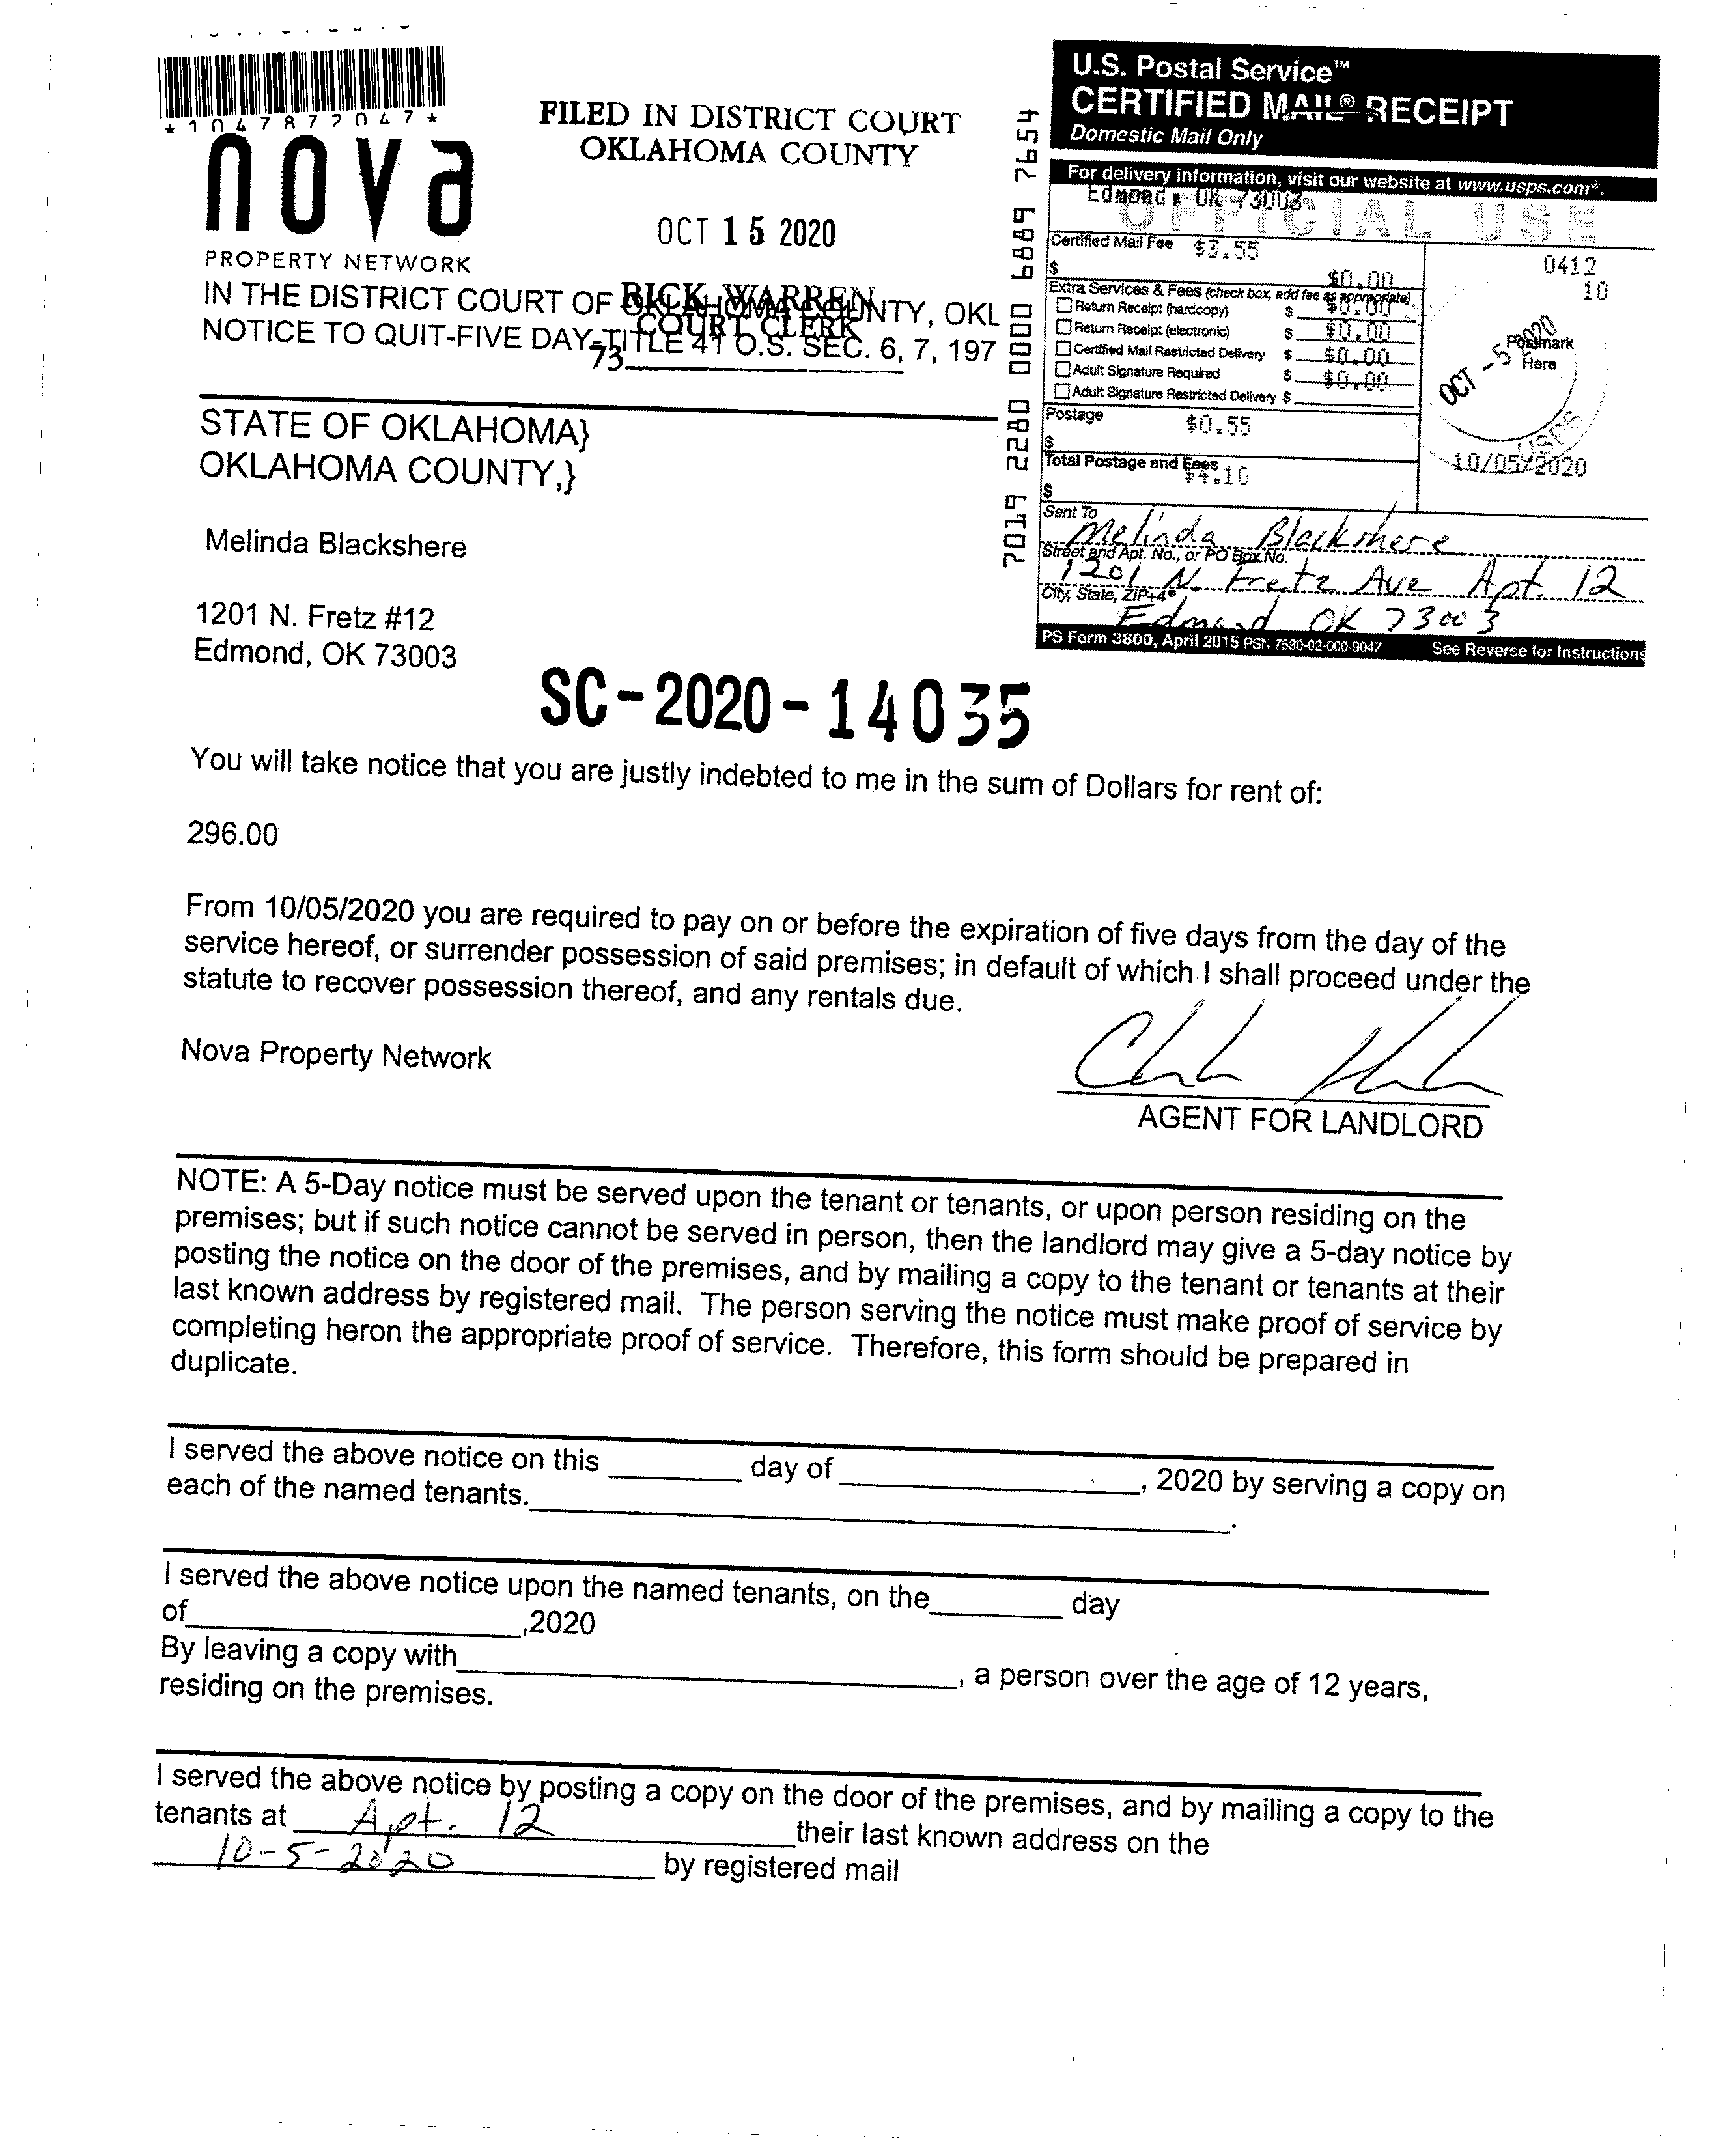 *1047877047*
nova
PROPERTY NETWORK
FILED IN DISTRICT COURT
OKLAHOMA COUNTY
OCT 15 2020
RICK WARREN
COURT CLERK
73
IN THE DISTRICT COURT OF OKLAHOMA COUNTY, OKL
NOTICE TO QUIT-FIVE DAY-TITLE 41 O.S. SEC. 6, 7, 197
U.S. Postal Service™
CERTIFIED MAIL® RECEIPT
Domestic Mail Only
For delivery information, visit our website at www.usps.com®.
Edmond, OK 73003
OFFICIAL USE
Certified Mail Fee $3.55
$
$0.00
Extra Services & Fees (check box, add fee as appropriate)
Return Receipt (hardcopy) $ $0.00
Return Receipt (electronic) $ $0.00
Certified Mail Restricted Delivery $ $0.00
Adult Signature Required $ $0.00
Adult Signature Restricted Delivery $
Postage $0.55
$
Total Postage and Fees $4.10
$
0412
10
Postmark
Here
OCT - 5 2020
USPS
10/05/2020
Sent To
Melinda Blackshere
Street and Apt. No., or PO Box No.
1201 N. Fretz Ave Apt. 12
City, State, ZIP+4®
Edmond OK 73003
PS Form 3800, April 2015 PSN 7530-02-000-9047 See Reverse for Instructions
7019 2280 0000 6889 7654
STATE OF OKLAHOMA}
OKLAHOMA COUNTY,}
Melinda Blackshere
1201 N. Fretz #12
Edmond, OK 73003
SC-2020-14035
You will take notice that you are justly indebted to me in the sum of Dollars for rent of:
296.00
From 10/05/2020 you are required to pay on or before the expiration of five days from the day of the
service hereof, or surrender possession of said premises; in default of which I shall proceed under the
statute to recover possession thereof, and any rentals due.
Nova Property Network
AGENT FOR LANDLORD
NOTE: A 5-Day notice must be served upon the tenant or tenants, or upon person residing on the
premises; but if such notice cannot be served in person, then the landlord may give a 5-day notice by
posting the notice on the door of the premises, and by mailing a copy to the tenant or tenants at their
last known address by registered mail. The person serving the notice must make proof of service by
completing heron the appropriate proof of service. Therefore, this form should be prepared in
duplicate.
I served the above notice on this ________ day of __________________, 2020 by serving a copy on
each of the named tenants.__________________________________________.
I served the above notice upon the named tenants, on the________ day
of____________________,2020
By leaving a copy with______________________________, a person over the age of 12 years,
residing on the premises.
I served the above notice by posting a copy on the door of the premises, and by mailing a copy to the
tenants at Apt. 12 their last known address on the
10-5-2020 by registered mail